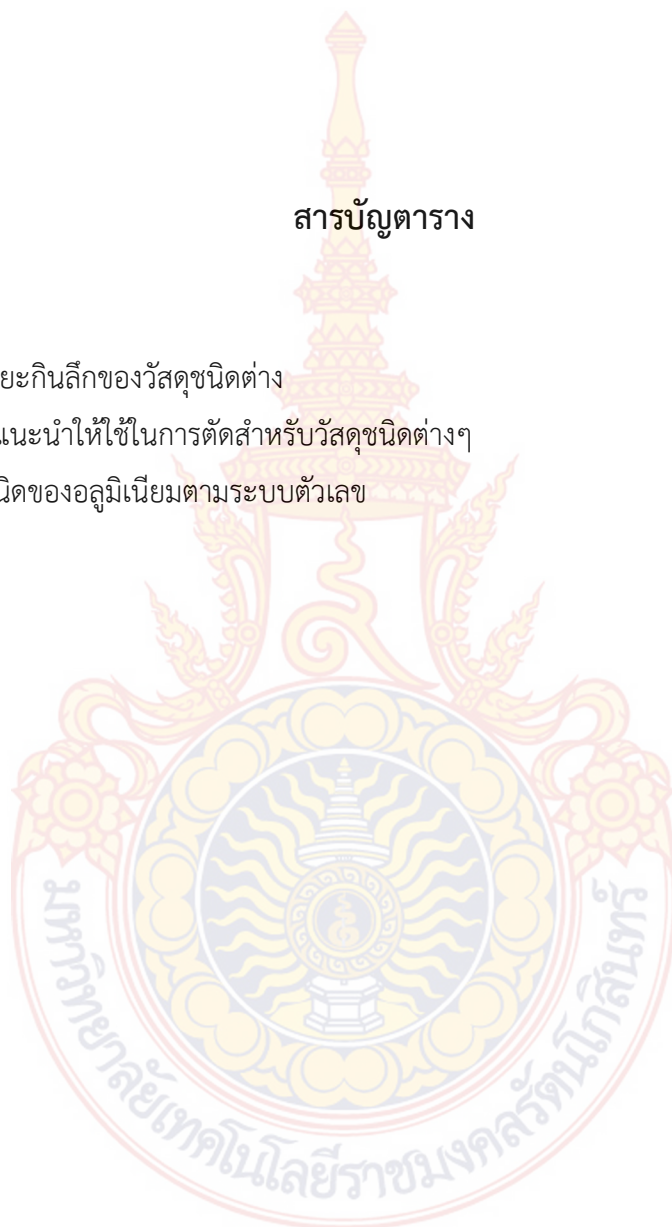 สารบัญตาราง
ยะกินลึกของวัสดุชนิดต่าง
แนะนำให้ใช้ในการตัดสำหรับวัสดุชนิดต่างๆ
นิดของอลูมิเนียมตามระบบตัวเลข
มหาวิทยาลัยเทคโนโลยีราชมงคลรัตนโกสินทร์